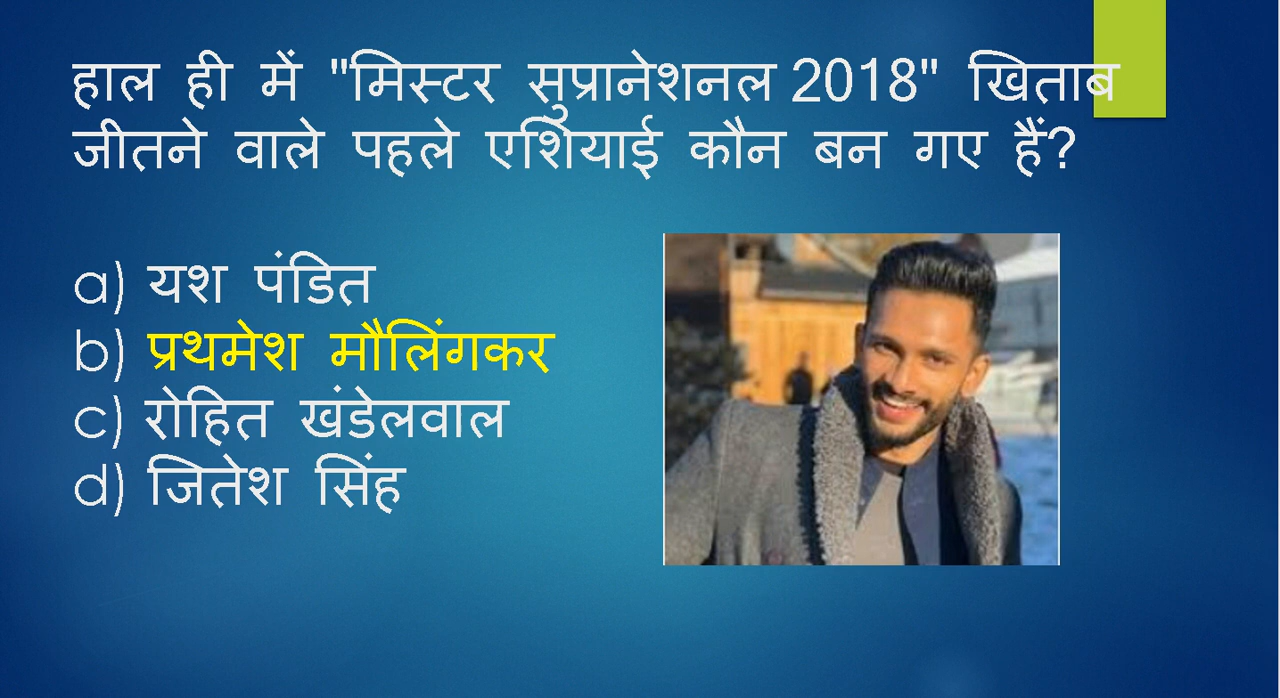 हाल ही में "मिस्टर सुप्रानेशनल 2018" खिताब
जीतने वाले पहले एशियाई कौन बन गए हैं?
a) यश पंडित
b) प्रथमेश मौलिंगकर
c) रोहित खंडेलवाल
d) जितेश सिंह